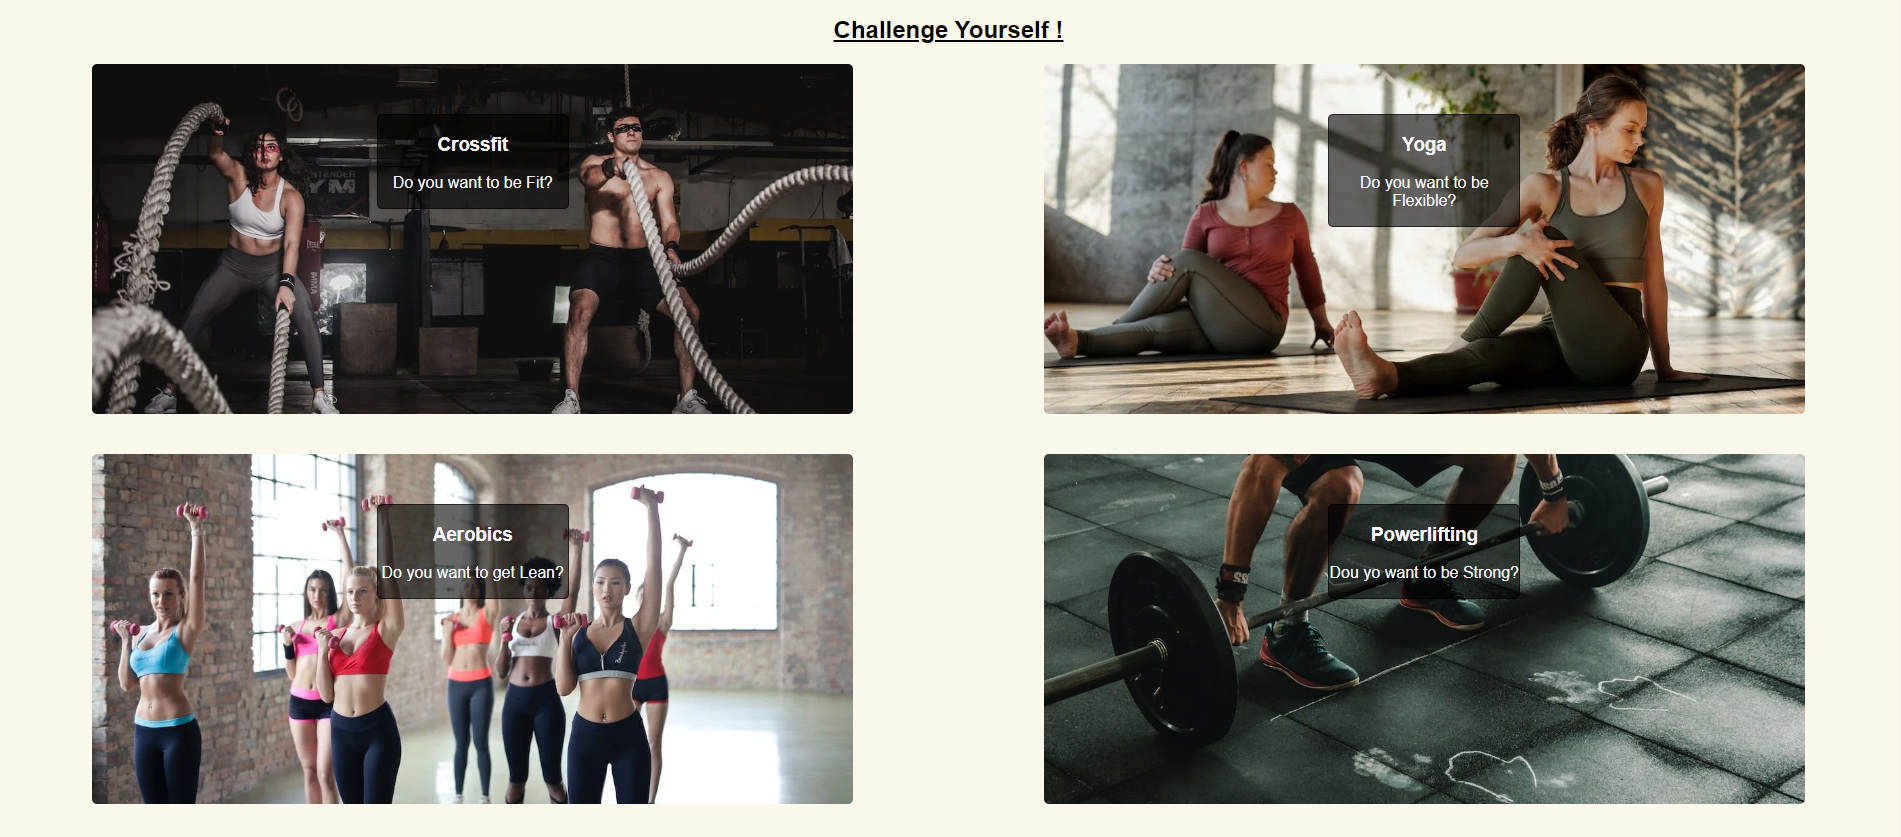 Challenge Yourself !
Crossfit
Do you want to be Fit?
Yoga
Do you want to be
Flexible?
Aerobics
Do you want to get Lean?
Powerlifting
Dou yo want to be Strong?